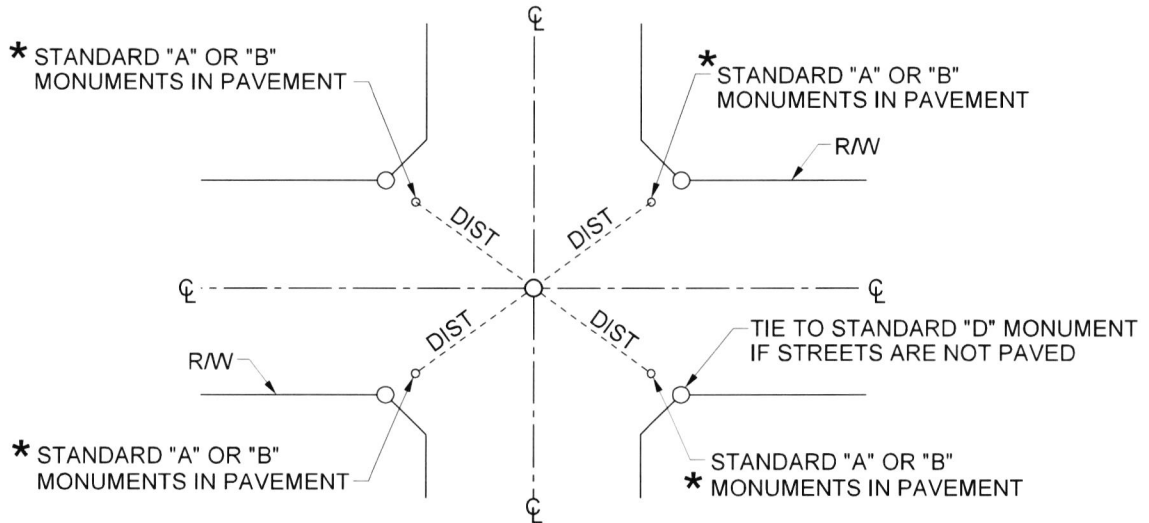 ℄
* STANDARD "A" OR "B"
MONUMENTS IN PAVEMENT
* STANDARD "A" OR "B"
MONUMENTS IN PAVEMENT
R/W
DIST
DIST
℄
℄
DIST
DIST
TIE TO STANDARD "D" MONUMENT
IF STREETS ARE NOT PAVED
R/W
* STANDARD "A" OR "B"
MONUMENTS IN PAVEMENT
STANDARD "A" OR "B"
* MONUMENTS IN PAVEMENT
℄